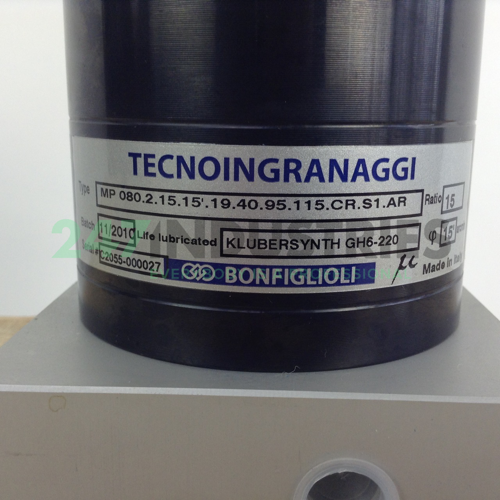 TECNOINGRANAGGI
Type MP 080.2.15.15'.19.40.95.115.CR.S1.AR Ratio 15
Batch 11/2010 Life lubricated KLUBERSYNTH GH6-220 φ 15'
Serial n° C2055-000027 BONFIGLIOLI μ Made in Italy